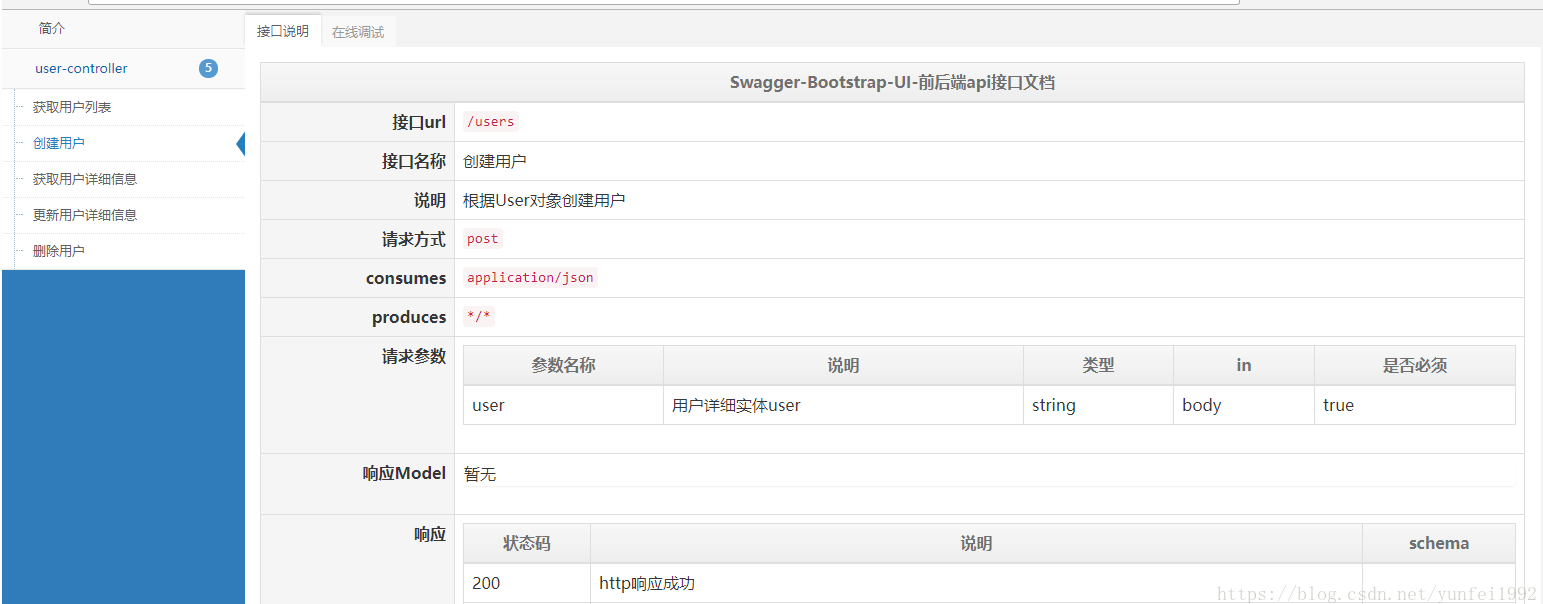 简介
user-controller 5
获取用户列表
创建用户
获取用户详细信息
更新用户详细信息
删除用户
接口说明 在线调试
Swagger-Bootstrap-UI-前后端api接口文档
接口url /users
接口名称 创建用户
说明 根据User对象创建用户
请求方式 post
consumes application/json
produces */*
请求参数 参数名称 说明 类型 in 是否必须
user 用户详细实体user string body true
响应Model 暂无
响应 状态码 说明 schema
200 http响应成功
https://blog.csdn.net/yunfei1992